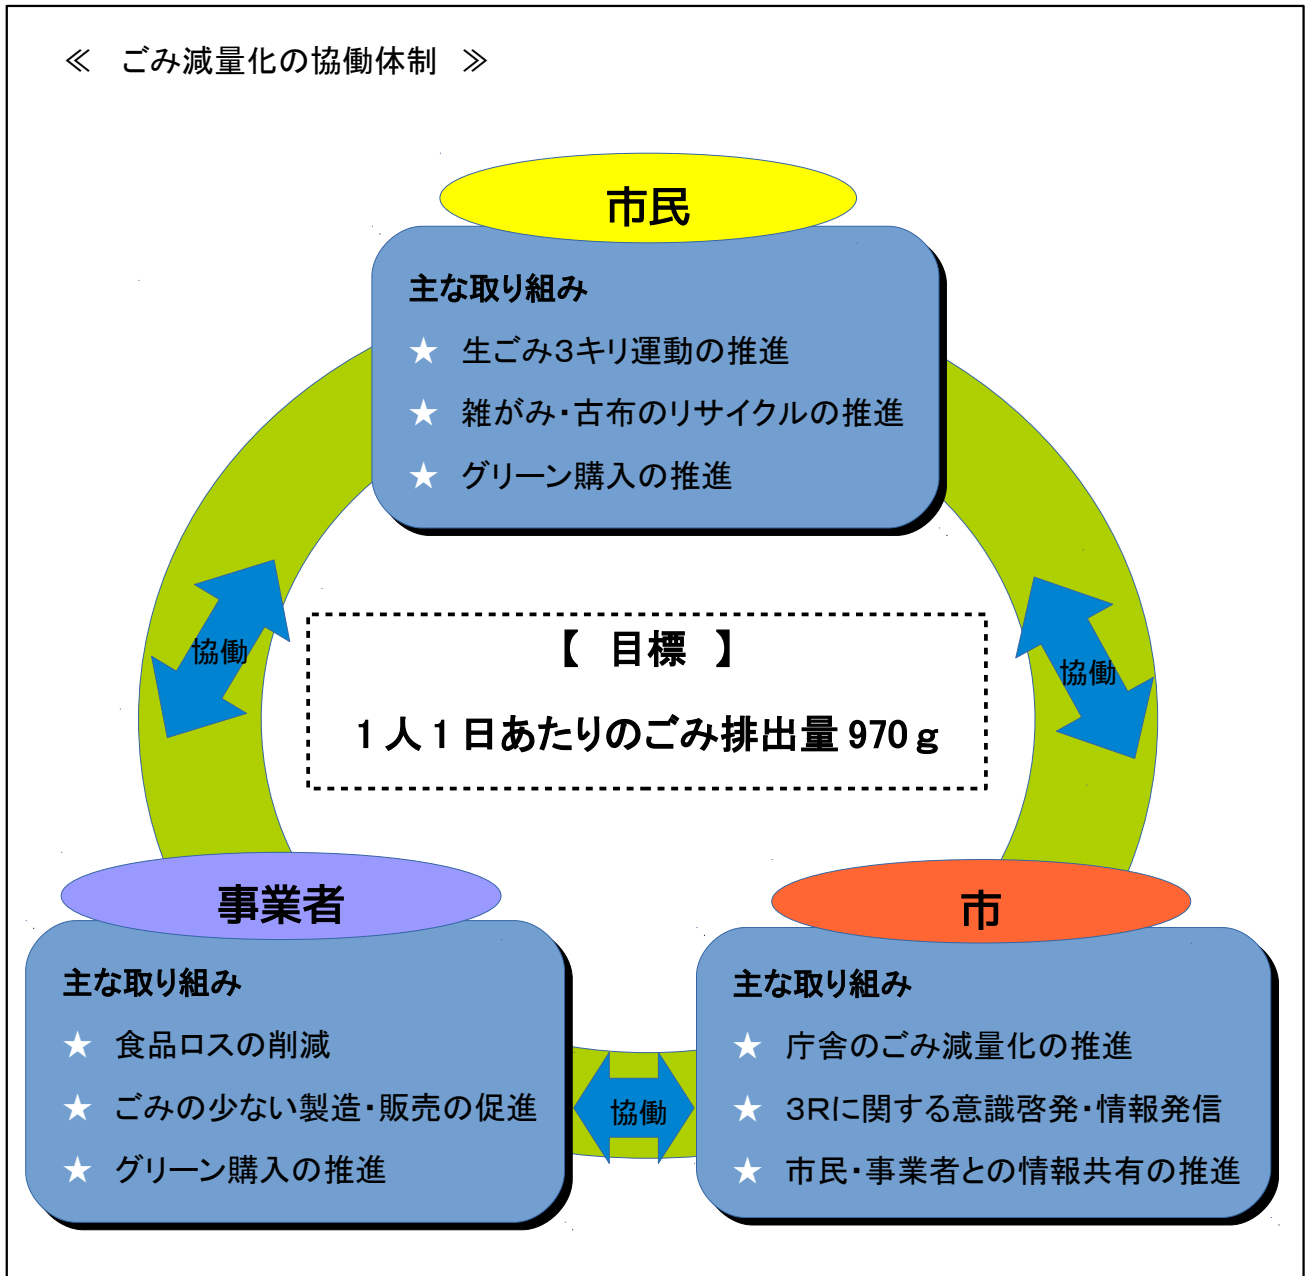 ≪ ごみ減量化の協働体制 ≫
市民
主な取り組み
★ 生ごみ3キリ運動の推進
★ 雑がみ・古布のリサイクルの推進
★ グリーン購入の推進
協働
協働
【 目標 】
1人1日あたりのごみ排出量970g
事業者
主な取り組み
★ 食品ロスの削減
★ ごみの少ない製造・販売の促進
★ グリーン購入の推進
協働
市
主な取り組み
★ 庁舎のごみ減量化の推進
★ 3Rに関する意識啓発・情報発信
★ 市民・事業者との情報共有の推進